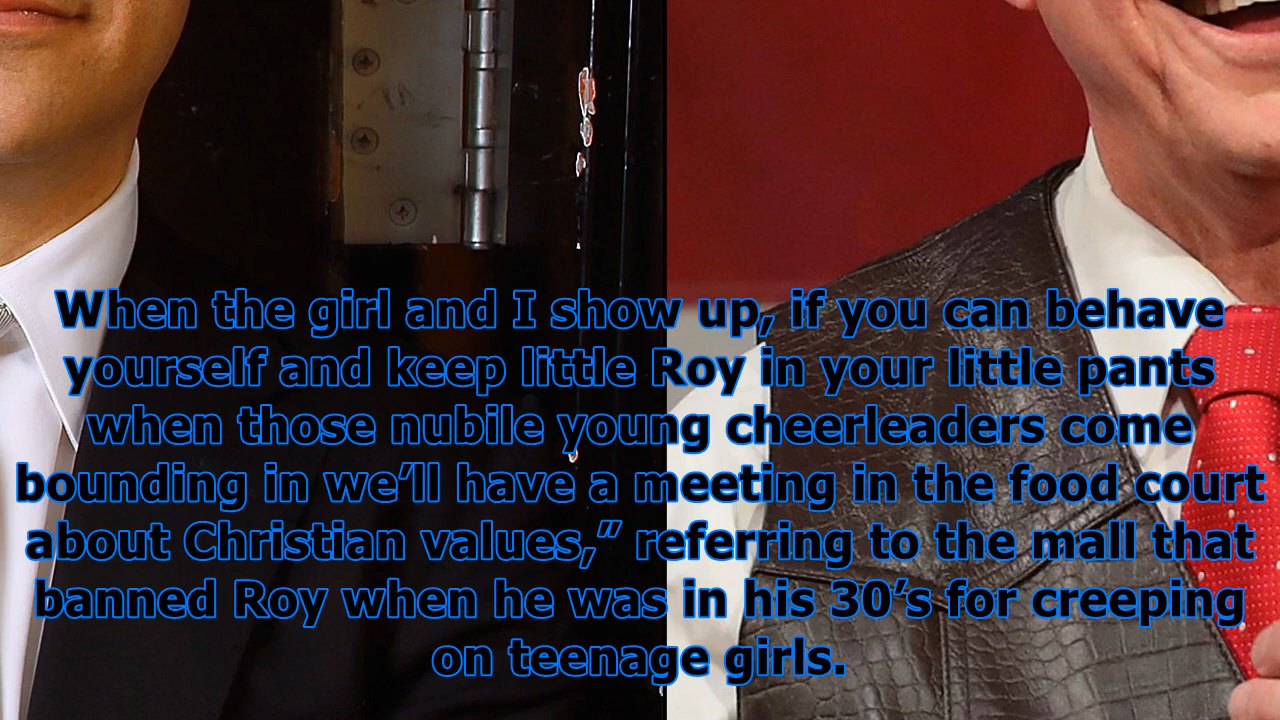 When the girl and I show up, if you can behave
yourself and keep little Roy in your little pants
when those nubile young cheerleaders come
bounding in we’ll have a meeting in the food court
about Christian values,” referring to the mall that
banned Roy when he was in his 30’s for creeping
on teenage girls.